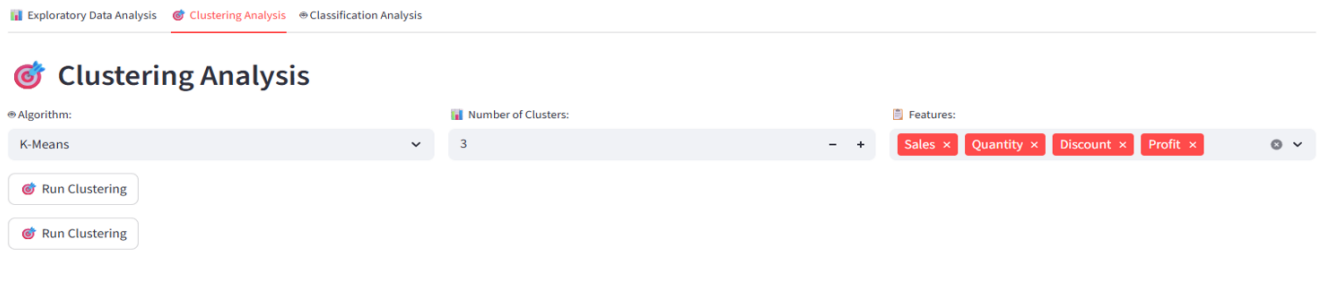 Exploratory Data Analysis Clustering Analysis Classification Analysis
Clustering Analysis
Algorithm: Number of Clusters: Features:
K-Means 3 − + Sales × Quantity × Discount × Profit ×
Run Clustering
Run Clustering